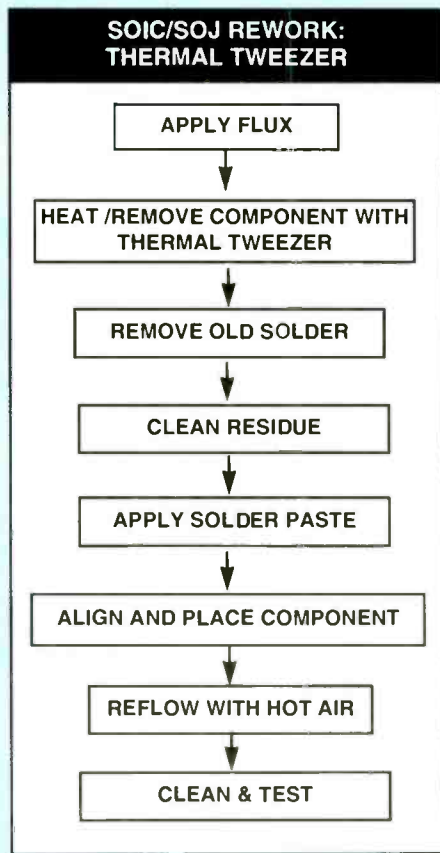 SOIC/SOJ REWORK:
THERMAL TWEEZER
APPLY FLUX
HEAT /REMOVE COMPONENT WITH
THERMAL TWEEZER
REMOVE OLD SOLDER
CLEAN RESIDUE
APPLY SOLDER PASTE
ALIGN AND PLACE COMPONENT
REFLOW WITH HOT AIR
CLEAN & TEST